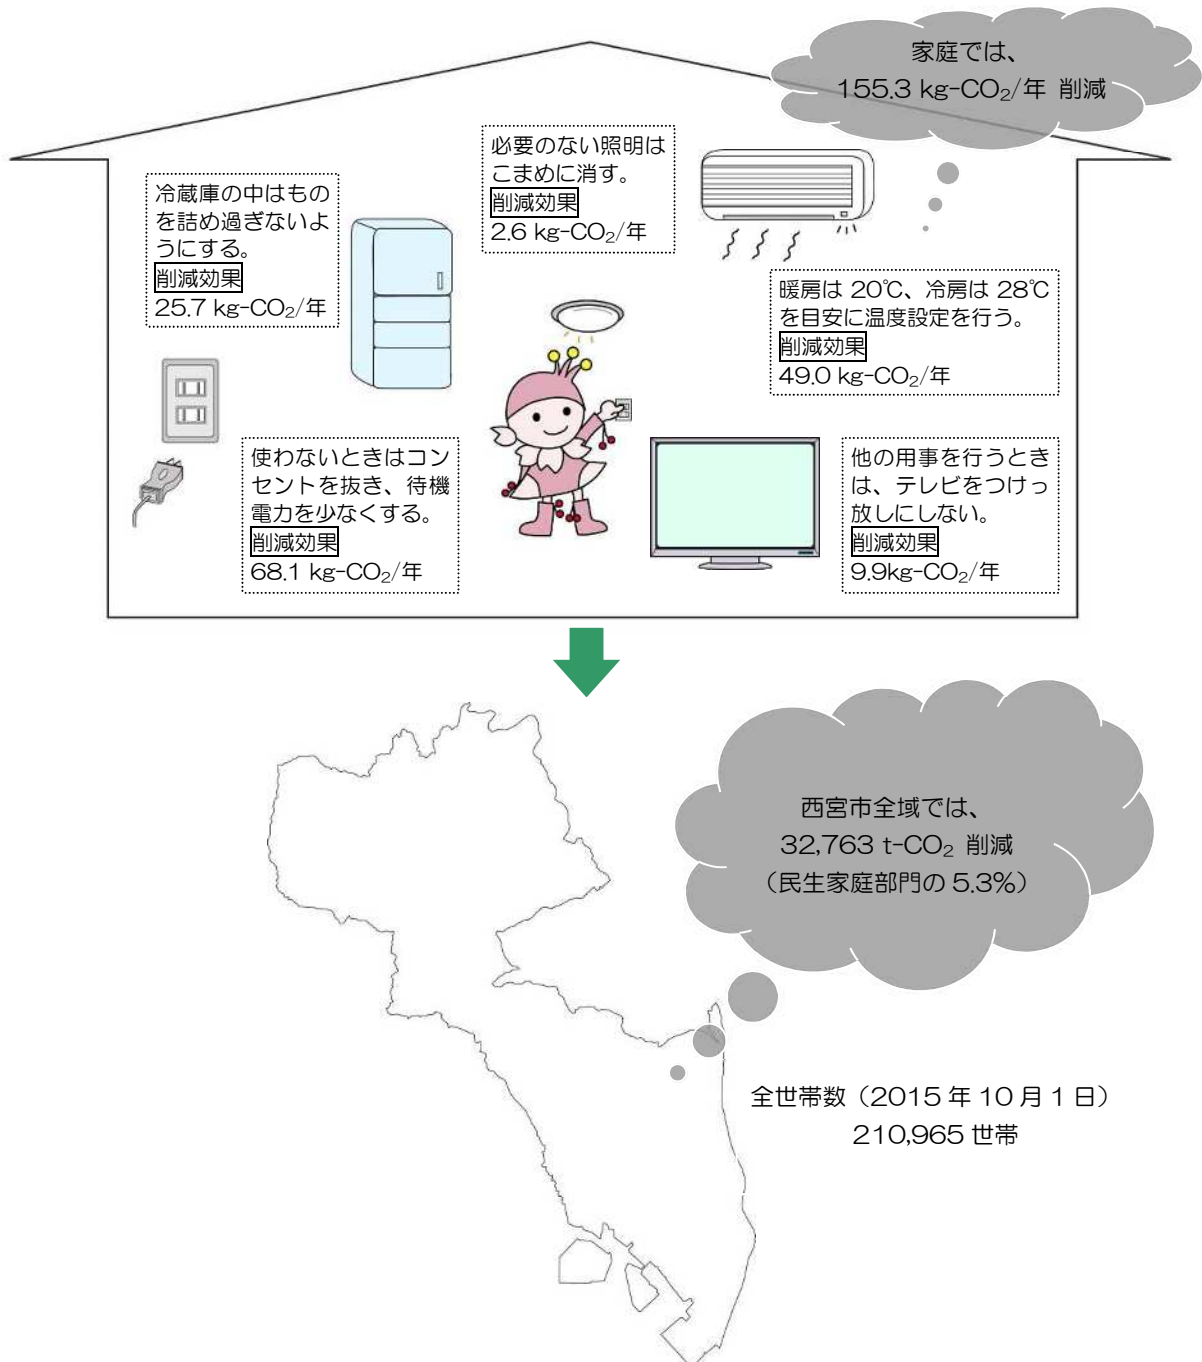 家庭では、
155.3 kg-CO₂/年 削減
必要のない照明は
こまめに消す。
削減効果
2.6 kg-CO₂/年
冷蔵庫の中はもの
を詰め過ぎないよ
うにする。
削減効果
25.7 kg-CO₂/年
暖房は 20℃、冷房は 28℃
を目安に温度設定を行う。
削減効果
49.0 kg-CO₂/年
使わないときはコン
セントを抜き、待機
電力を少なくする。
削減効果
68.1 kg-CO₂/年
他の用事を行うとき
は、テレビをつけっ
放しにしない。
削減効果
9.9kg-CO₂/年
西宮市全域では、
32,763 t-CO₂ 削減
（民生家庭部門の 5.3%）
全世帯数（2015 年 10 月 1 日）
210,965 世帯